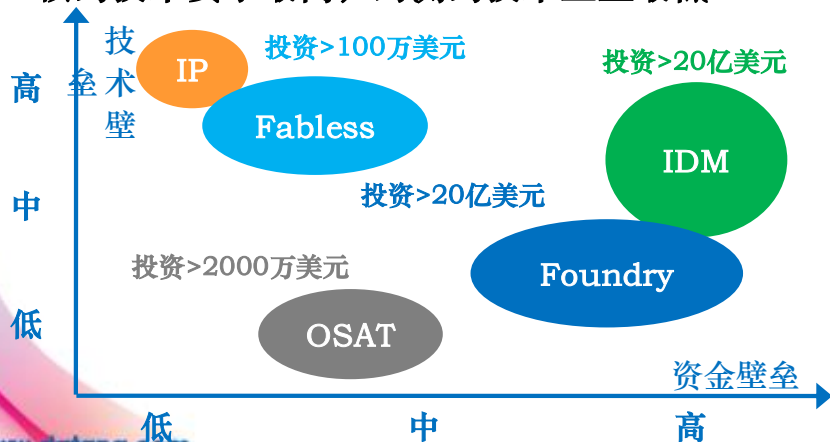 技术壁垒
高
中
低
IP
投资>100万美元
Fabless
投资>20亿美元
IDM
投资>20亿美元
Foundry
投资>2000万美元
OSAT
资金壁垒
低
中
高